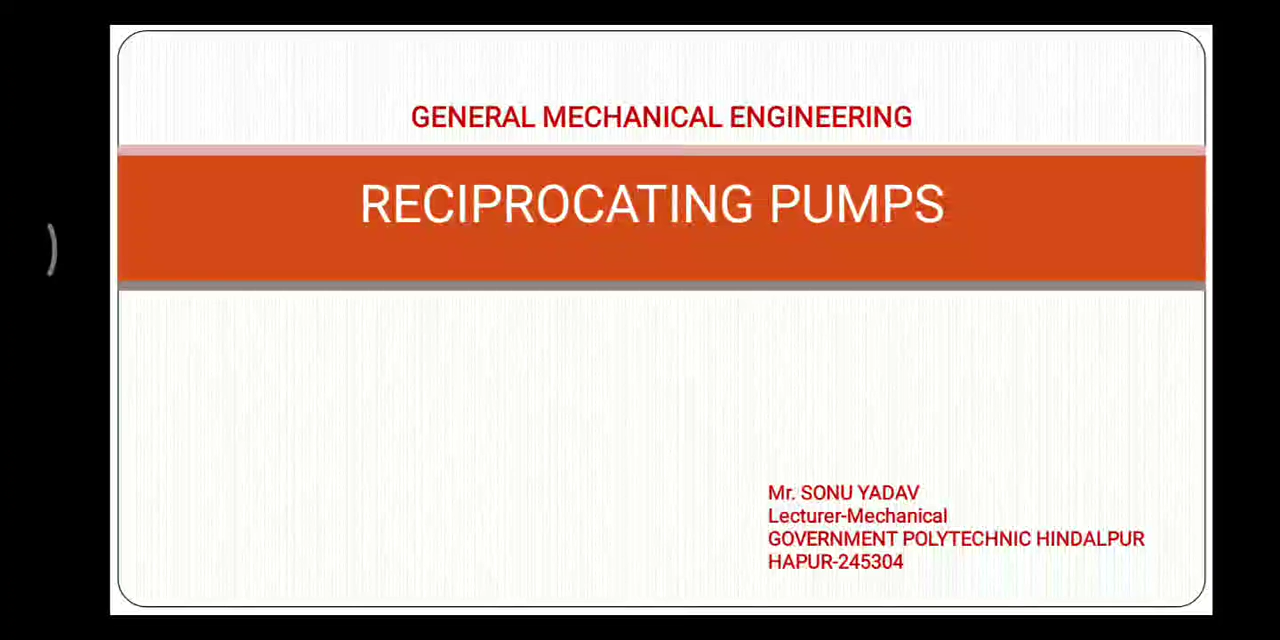 GENERAL MECHANICAL ENGINEERING
RECIPROCATING PUMPS
Mr. SONU YADAV
Lecturer-Mechanical
GOVERNMENT POLYTECHNIC HINDALPUR
HAPUR-245304